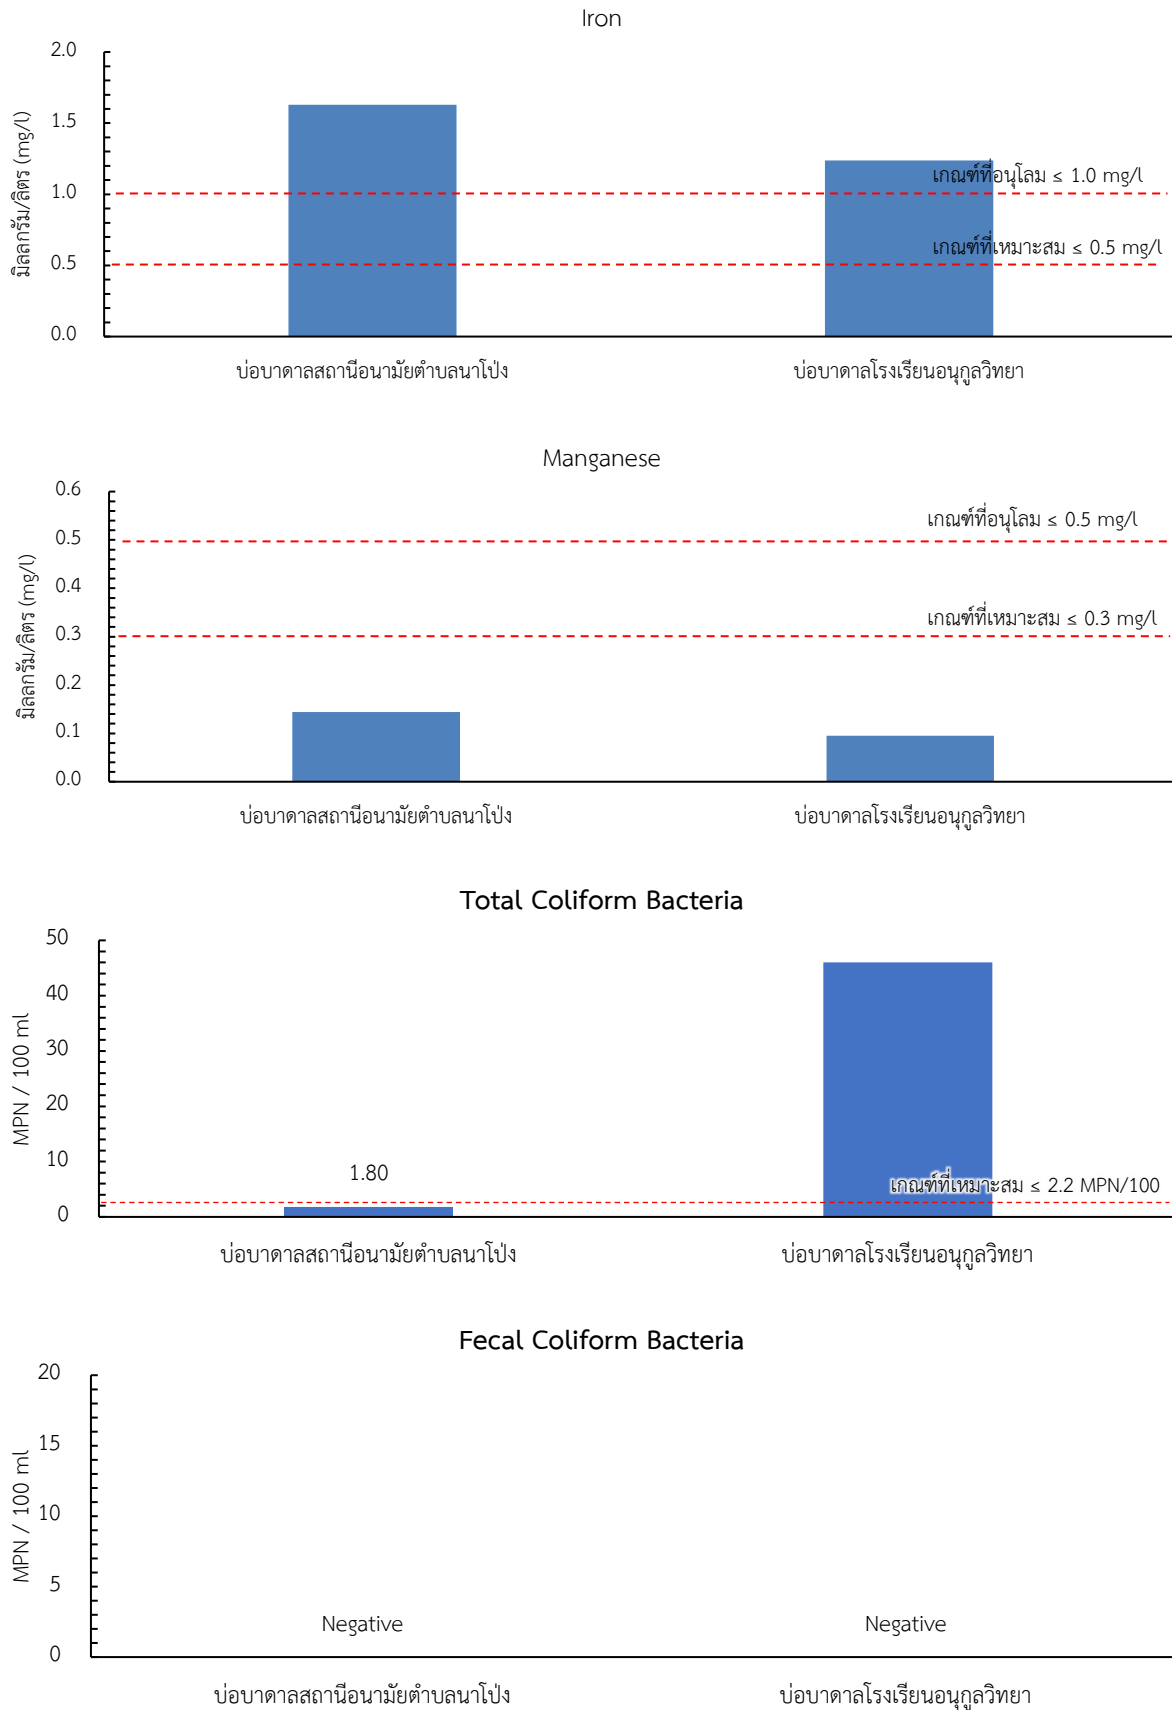 Iron
มิลลกรัม/ลิตร (mg/l)
2.0
1.5
1.0
0.5
0.0
เกณฑ์ที่อนุโลม ≤ 1.0 mg/l
เกณฑ์ที่เหมาะสม ≤ 0.5 mg/l
บ่อบาดาลสถานีอนามัยตำบลนาโป่ง
บ่อบาดาลโรงเรียนอนุกูลวิทยา
Manganese
มิลลกรัม/ลิตร (mg/l)
0.6
0.5
0.4
0.3
0.2
0.1
0.0
เกณฑ์ที่อนุโลม ≤ 0.5 mg/l
เกณฑ์ที่เหมาะสม ≤ 0.3 mg/l
บ่อบาดาลสถานีอนามัยตำบลนาโป่ง
บ่อบาดาลโรงเรียนอนุกูลวิทยา
Total Coliform Bacteria
MPN / 100 ml
50
40
30
20
10
0
1.80
เกณฑ์ที่เหมาะสม ≤ 2.2 MPN/100
บ่อบาดาลสถานีอนามัยตำบลนาโป่ง
บ่อบาดาลโรงเรียนอนุกูลวิทยา
Fecal Coliform Bacteria
MPN / 100 ml
20
15
10
5
0
Negative
Negative
บ่อบาดาลสถานีอนามัยตำบลนาโป่ง
บ่อบาดาลโรงเรียนอนุกูลวิทยา